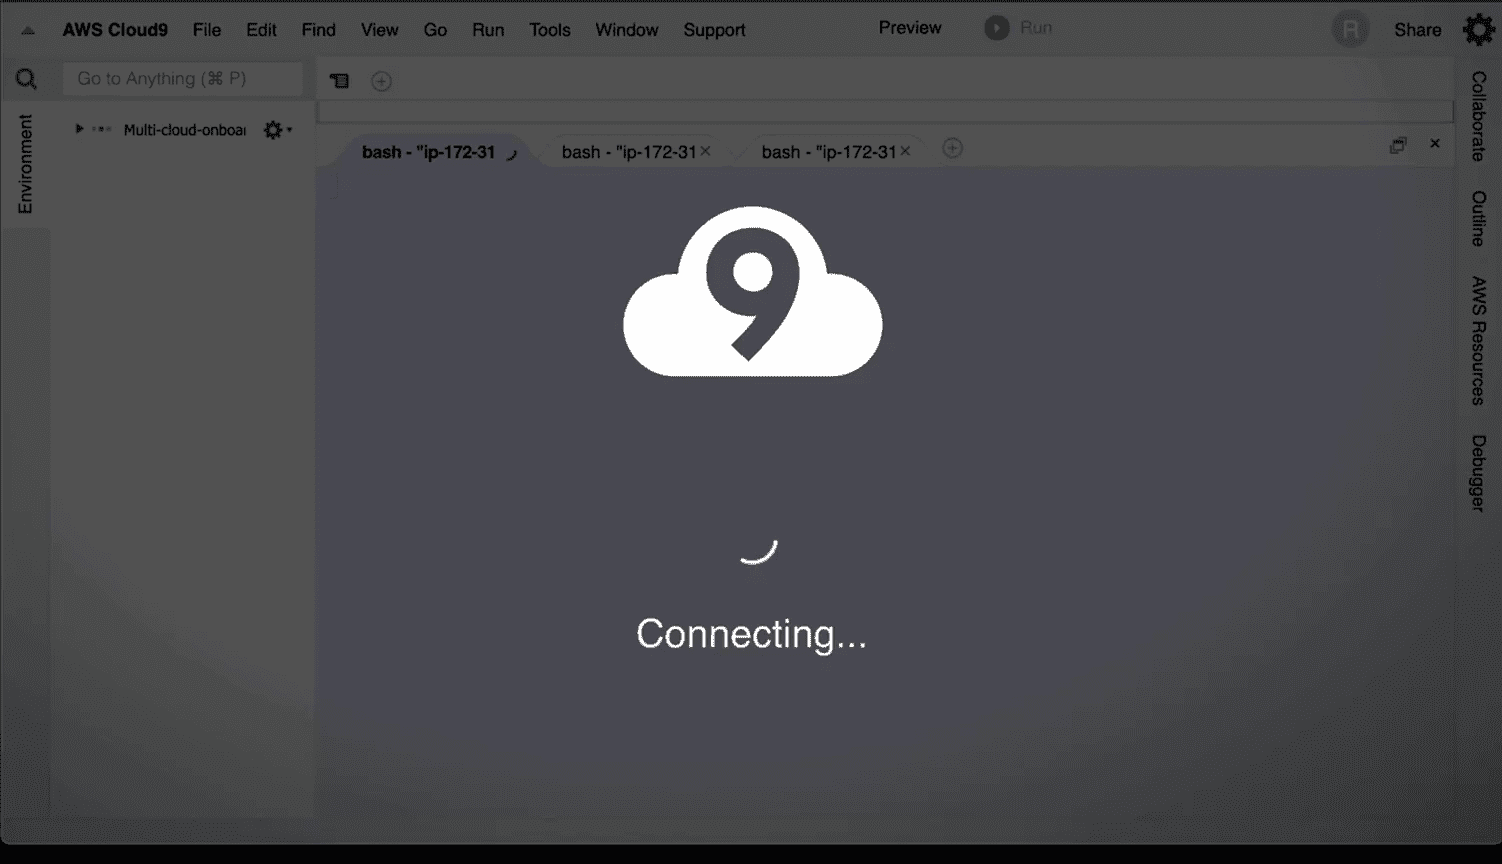 AWS Cloud9 File Edit Find View Go Run Tools Window Support Preview Run R Share
Go to Anything (⌘ P)
Environment
Multi-cloud-onboar
bash - "ip-172-31
bash - "ip-172-31
bash - "ip-172-31
9
Connecting...
Collaborate
Outline
AWS Resources
Debugger